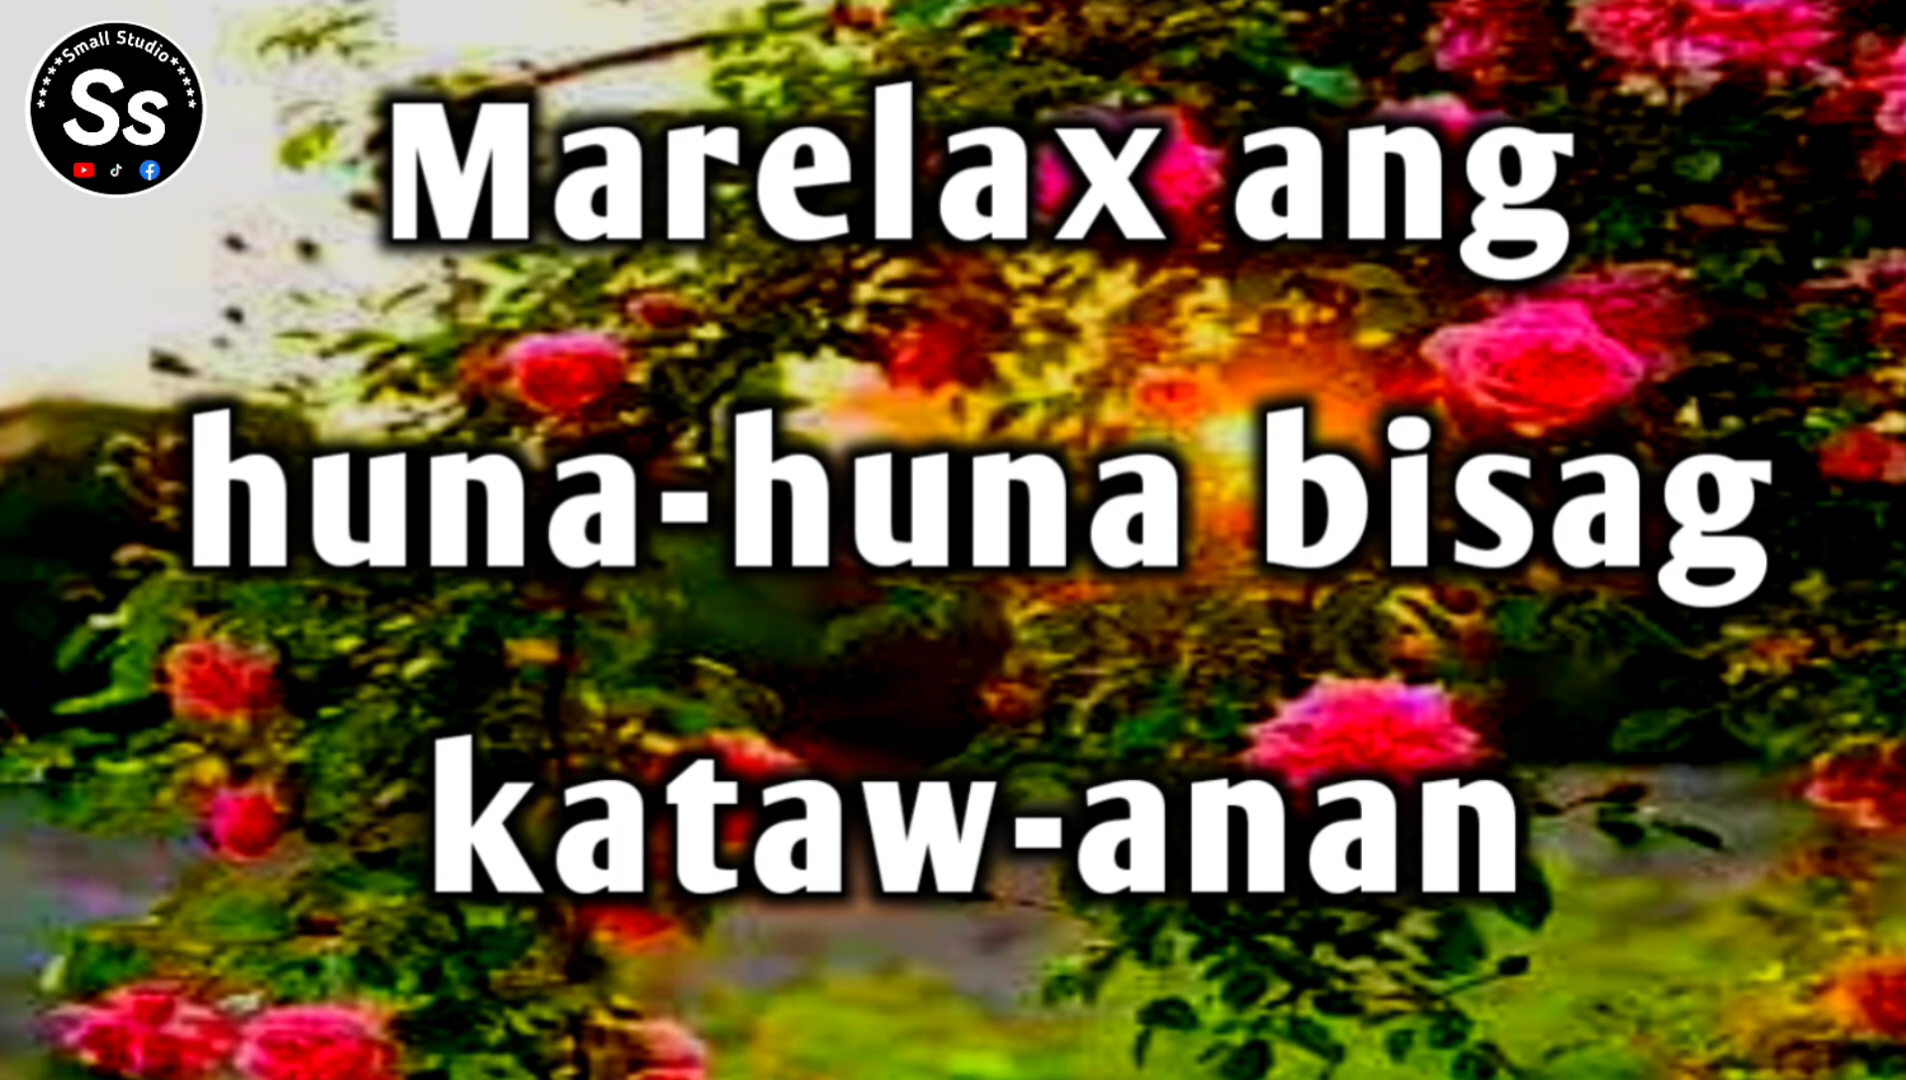 *****Small Studio*****
Ss
Marelax ang
huna-huna bisag
kataw-anan